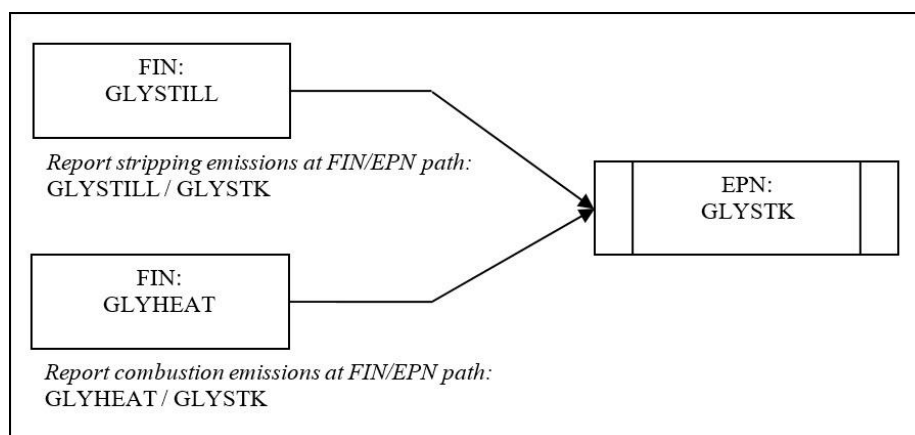 FIN:
GLYSTILL
Report stripping emissions at FIN/EPN path:
GLYSTILL / GLYSTK
EPN:
GLYSTK
FIN:
GLYHEAT
Report combustion emissions at FIN/EPN path:
GLYHEAT / GLYSTK